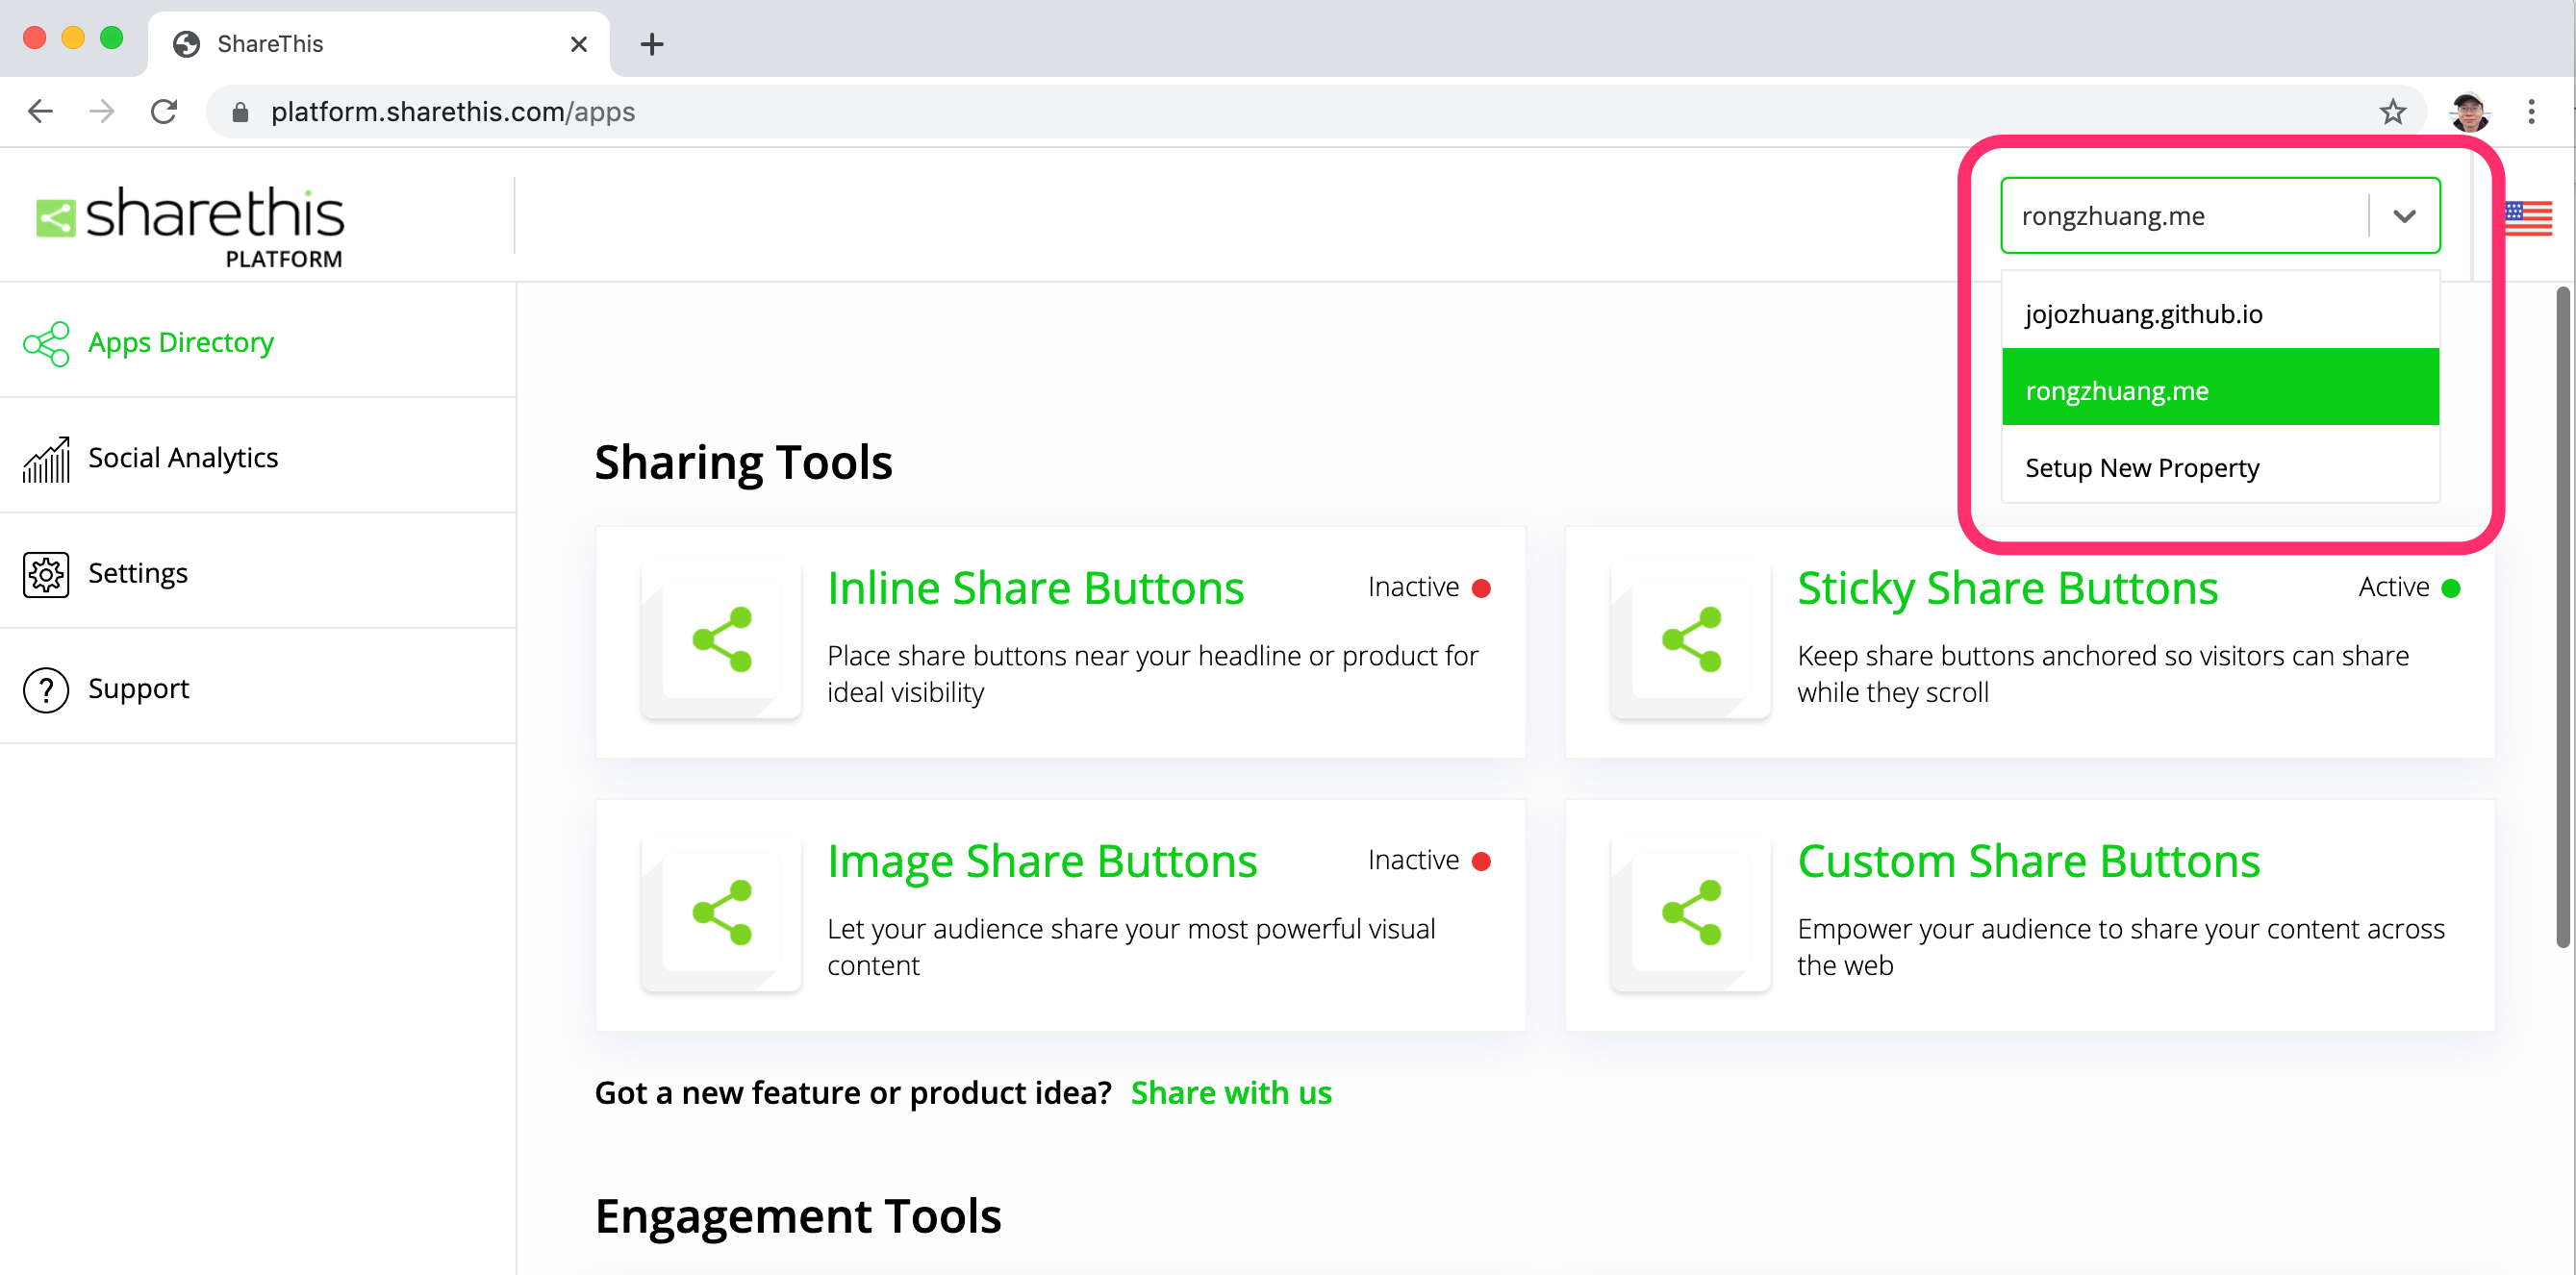 ShareThis
platform.sharethis.com/apps
sharethis
PLATFORM
rongzhuang.me
jojozhuang.github.io
rongzhuang.me
Setup New Property
Apps Directory
Social Analytics
Settings
Support
Sharing Tools
Inline Share Buttons
Inactive
Place share buttons near your headline or product for
ideal visibility
Sticky Share Buttons
Active
Keep share buttons anchored so visitors can share
while they scroll
Image Share Buttons
Inactive
Let your audience share your most powerful visual
content
Custom Share Buttons
Empower your audience to share your content across
the web
Got a new feature or product idea? Share with us
Engagement Tools